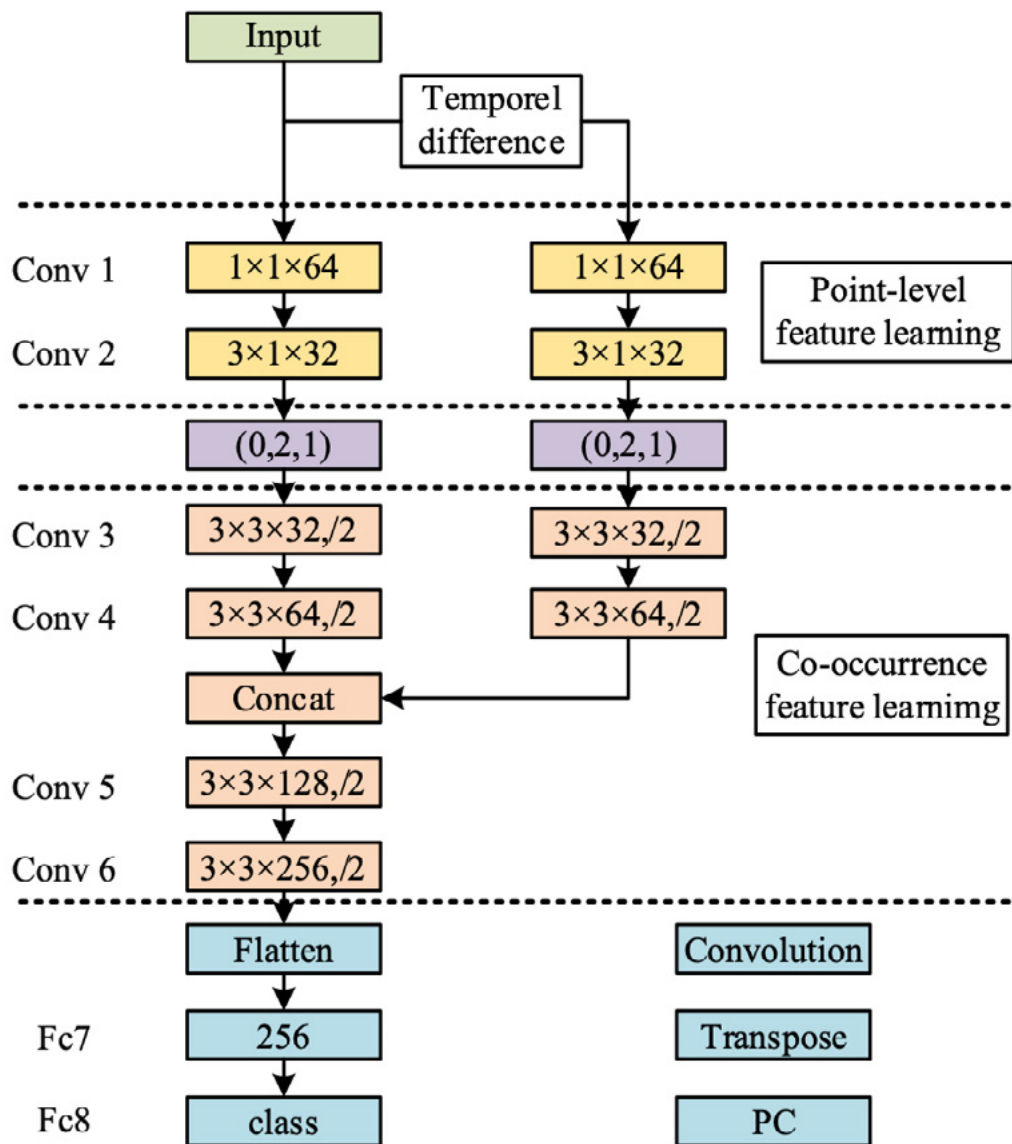 Input
Temporel
difference
Conv 1
1×1×64
1×1×64
Point-level
feature learning
Conv 2
3×1×32
3×1×32
(0,2,1)
(0,2,1)
Conv 3
3×3×32,/2
3×3×32,/2
Conv 4
3×3×64,/2
3×3×64,/2
Co-occurrence
feature learnimg
Concat
Conv 5
3×3×128,/2
Conv 6
3×3×256,/2
Flatten
Convolution
Fc7
256
Transpose
Fc8
class
PC